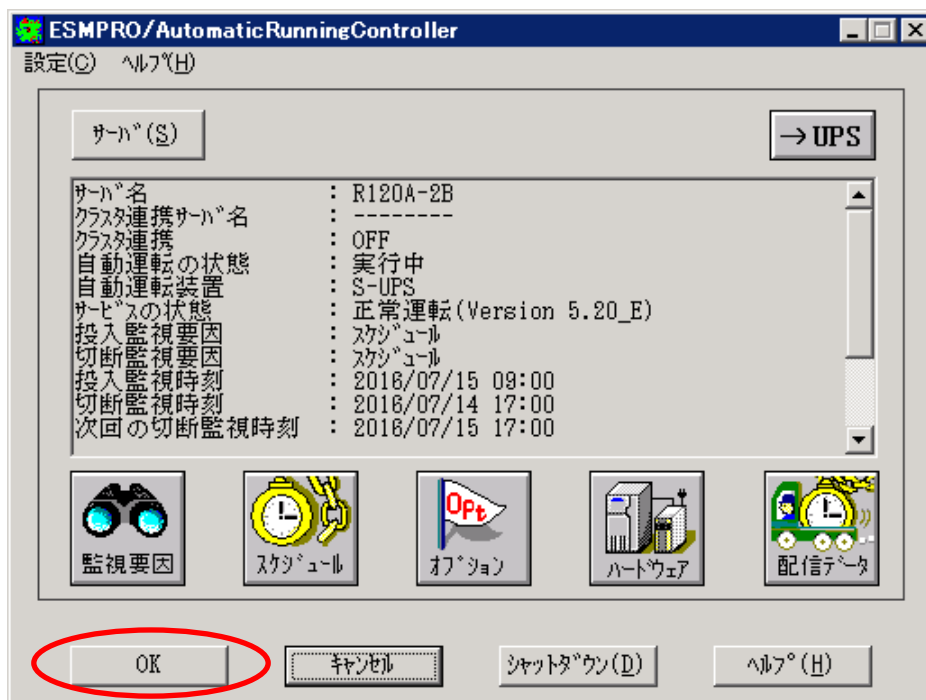 ESMPRO/AutomaticRunningController
設定(C) ﾍﾙﾌﾟ(H)
ｻｰﾊﾞ(S)
→UPS
ｻｰﾊﾞ名 : R120A-2B
ｸﾗｽﾀ連携ｻｰﾊﾞ名 : --------
ｸﾗｽﾀ連携 : OFF
自動運転の状態 : 実行中
自動運転装置 : S-UPS
ｻｰﾋﾞｽの状態 : 正常運転(Version 5.20_E)
投入監視要因 : ｽｹｼﾞｭｰﾙ
切断監視要因 : ｽｹｼﾞｭｰﾙ
投入監視時刻 : 2016/07/15 09:00
切断監視時刻 : 2016/07/14 17:00
次回の切断監視時刻 : 2016/07/15 17:00
Opt
監視要因 ｽｹｼﾞｭｰﾙ ｵﾌﾟｼｮﾝ ﾊｰﾄﾞｳｪｱ 配信ﾃﾞｰﾀ
OK ｷｬﾝｾﾙ ｼｬｯﾄﾀﾞｳﾝ(D) ﾍﾙﾌﾟ(H)